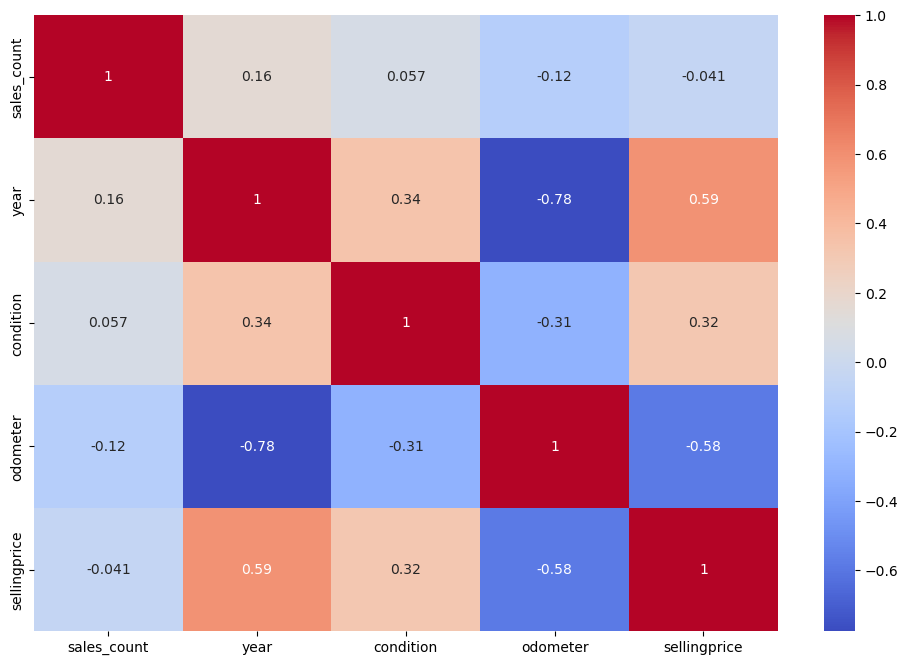 sales_count 1 0.16 0.057 -0.12 -0.041
year 0.16 1 0.34 -0.78 0.59
condition 0.057 0.34 1 -0.31 0.32
odometer -0.12 -0.78 -0.31 1 -0.58
sellingprice -0.041 0.59 0.32 -0.58 1
sales_count year condition odometer sellingprice
1.0
0.8
0.6
0.4
0.2
0.0
−0.2
−0.4
−0.6